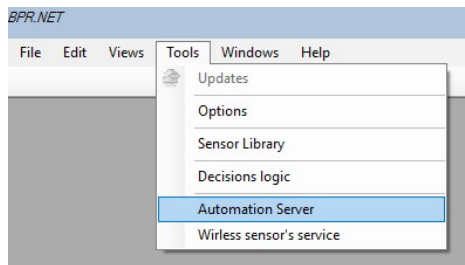 BPR.NET
File Edit Views Tools Windows Help
Updates
Options
Sensor Library
Decisions logic
Automation Server
Wirless sensor's service